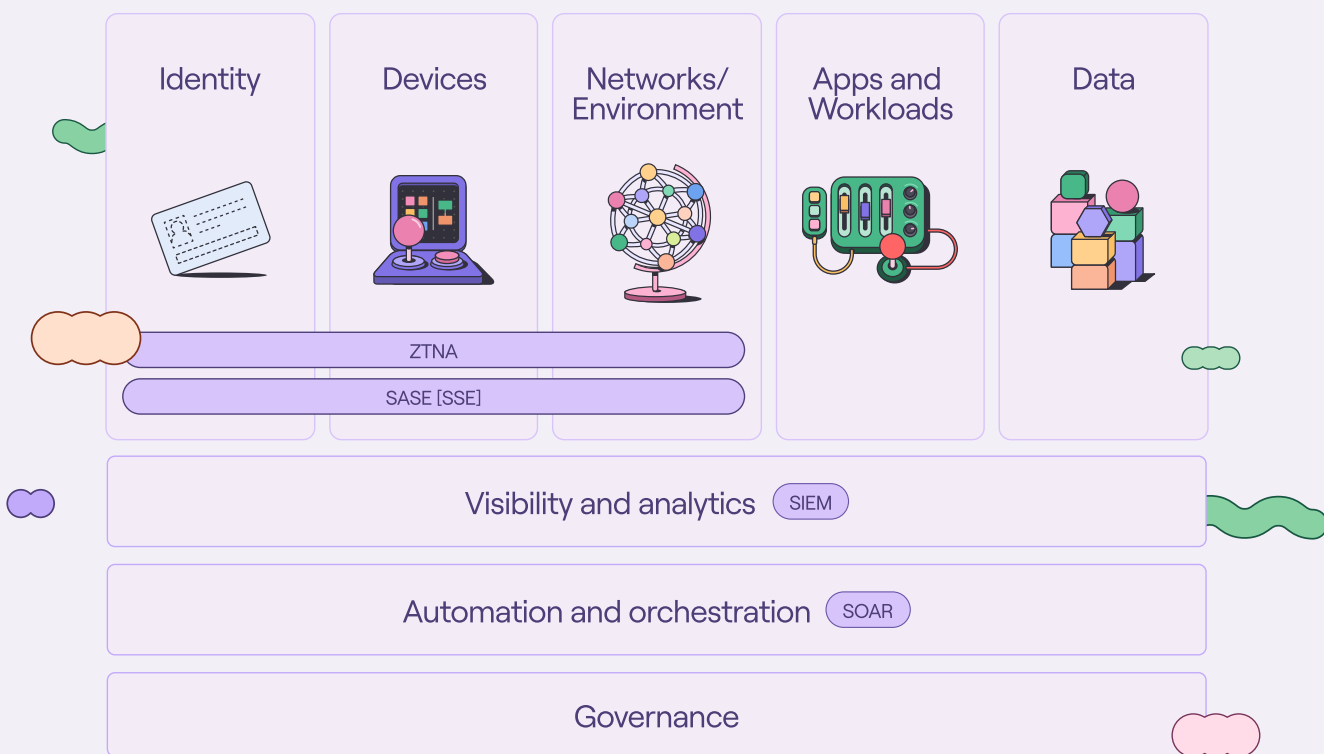 Identity
Devices
Networks/
Environment
Apps and
Workloads
Data
ZTNA
SASE [SSE]
Visibility and analytics SIEM
Automation and orchestration SOAR
Governance